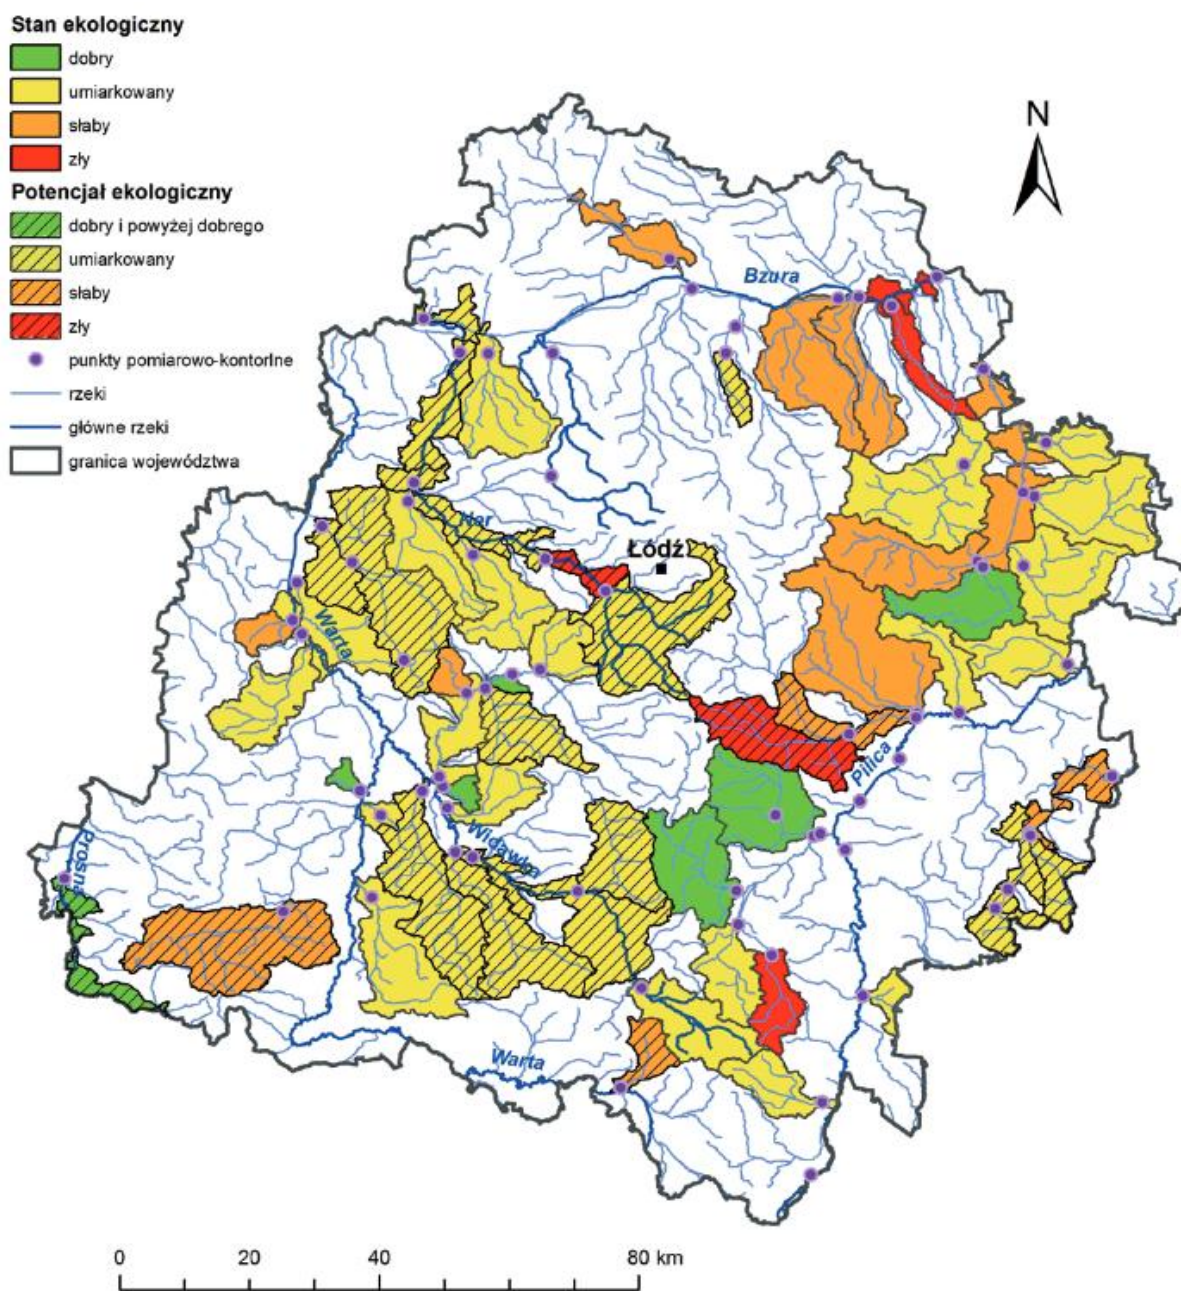 Stan ekologiczny
dobry
umiarkowany
słaby
zły
Potencjał ekologiczny
dobry i powyżej dobrego
umiarkowany
słaby
zły
punkty pomiarowo-kontorlne
rzeki
główne rzeki
granica województwa
N
Bzura
Ner
Łódź
Warta
Pilica
Widawka
Prosna
Warta
0 20 40 80 km